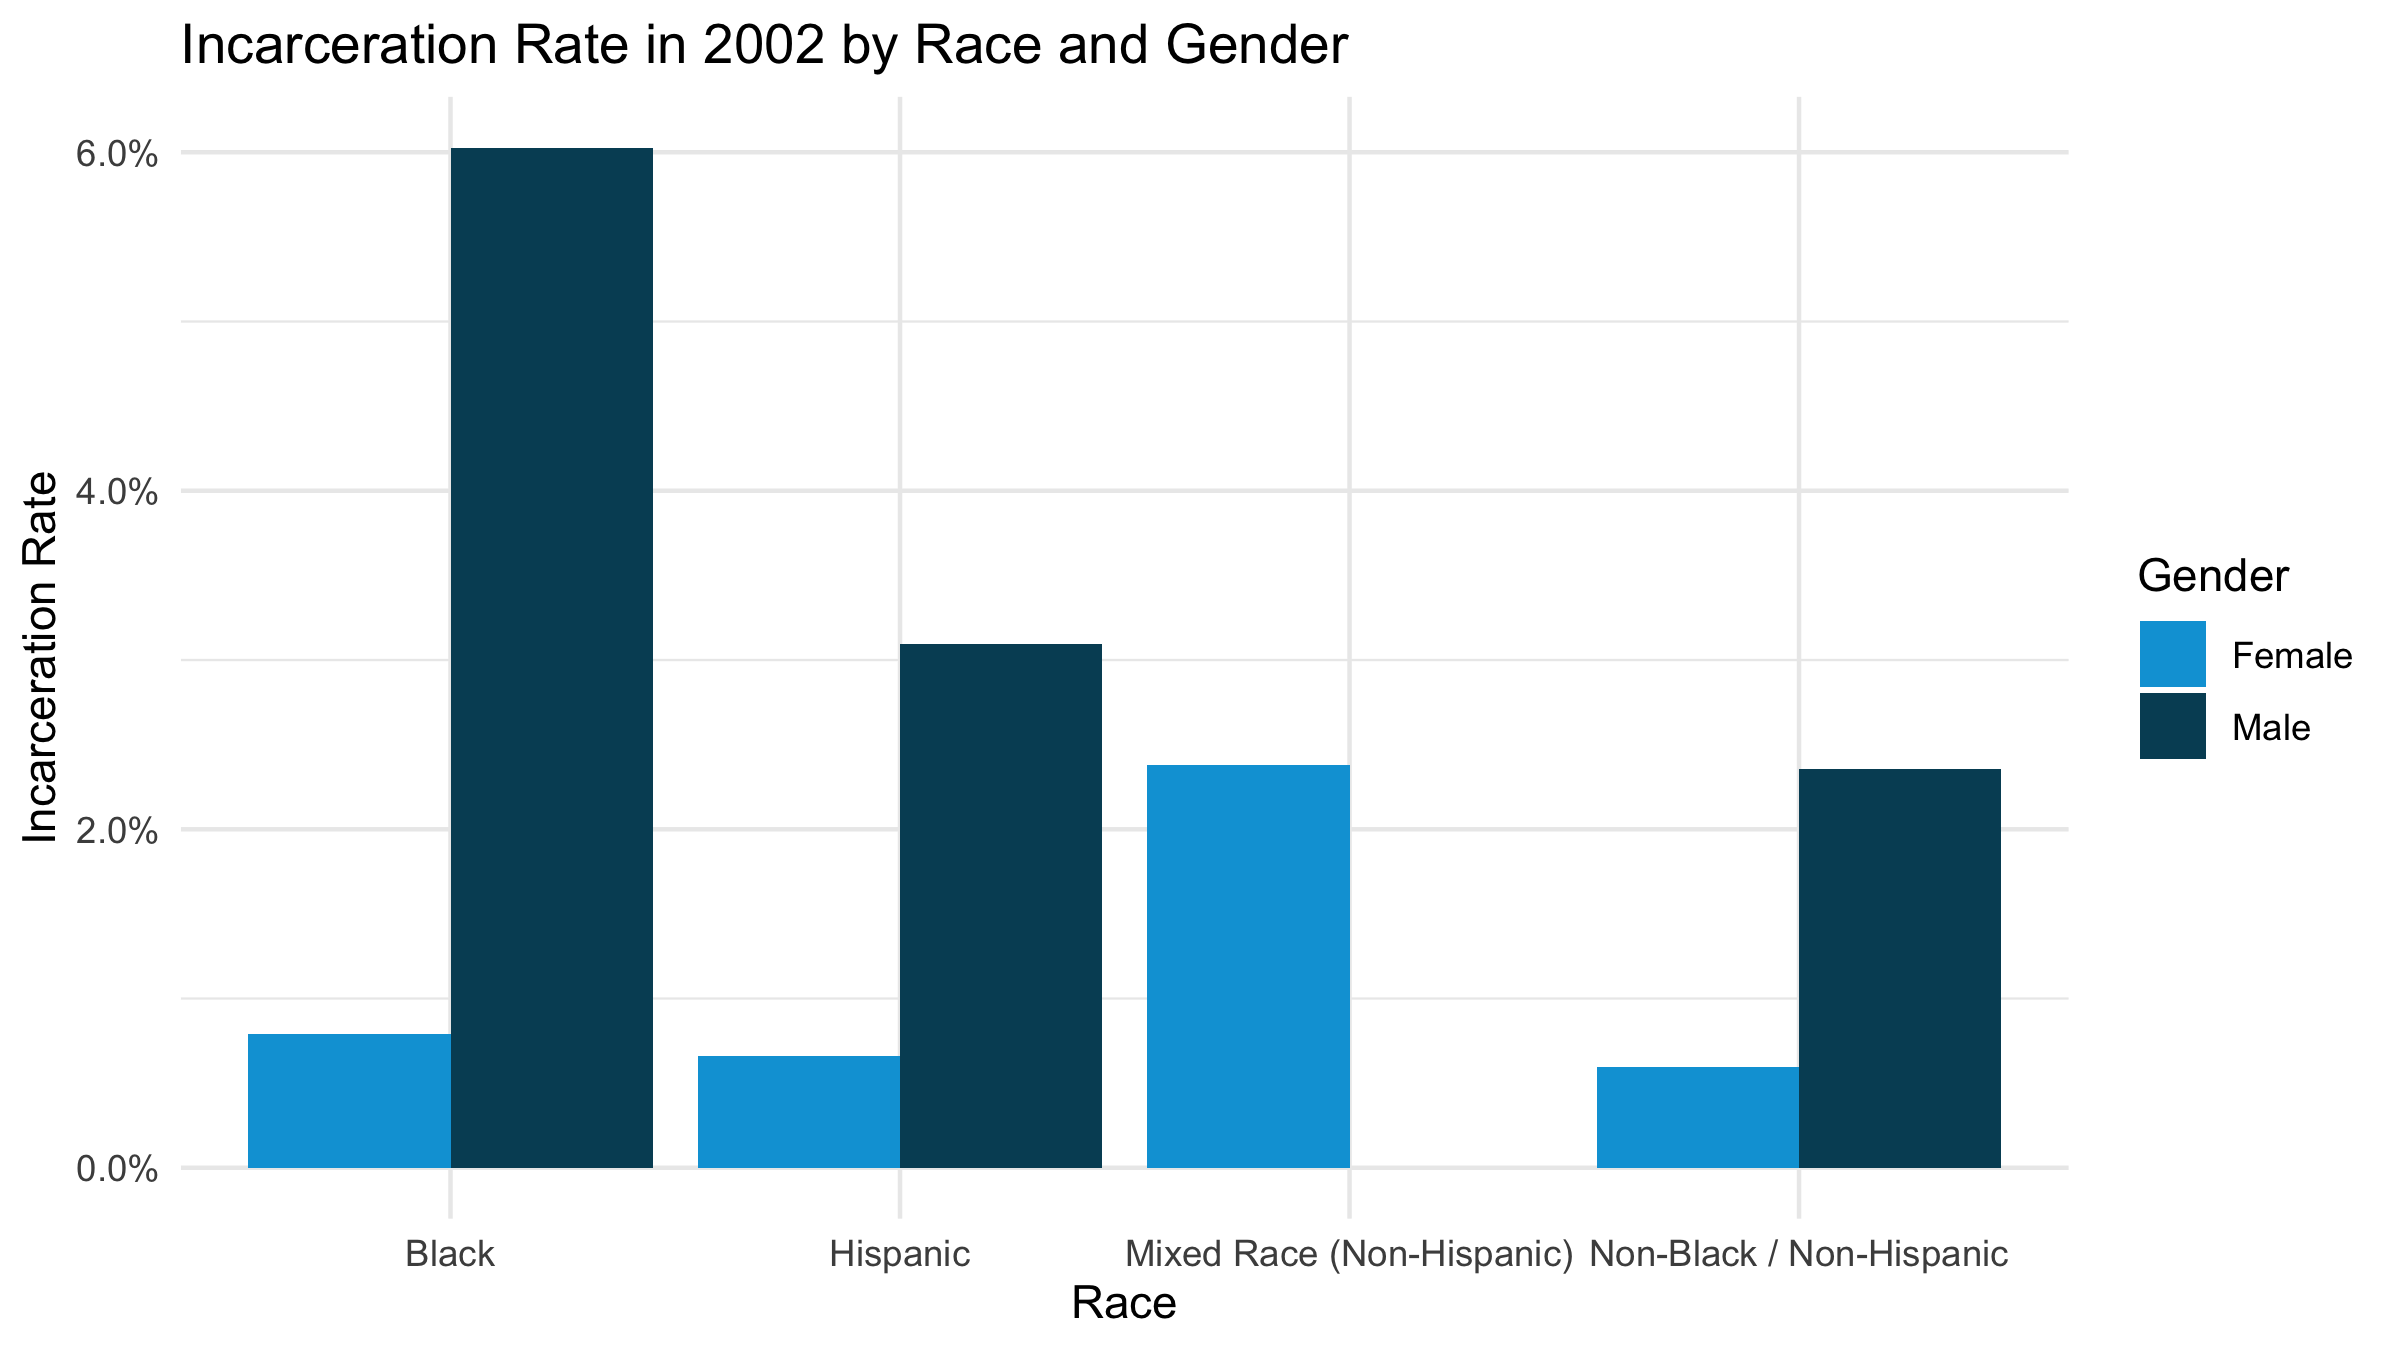 Incarceration Rate in 2002 by Race and Gender
6.0%
4.0%
2.0%
0.0%
Incarceration Rate
Black
Hispanic
Mixed Race (Non-Hispanic)
Non-Black / Non-Hispanic
Race
Gender
Female
Male